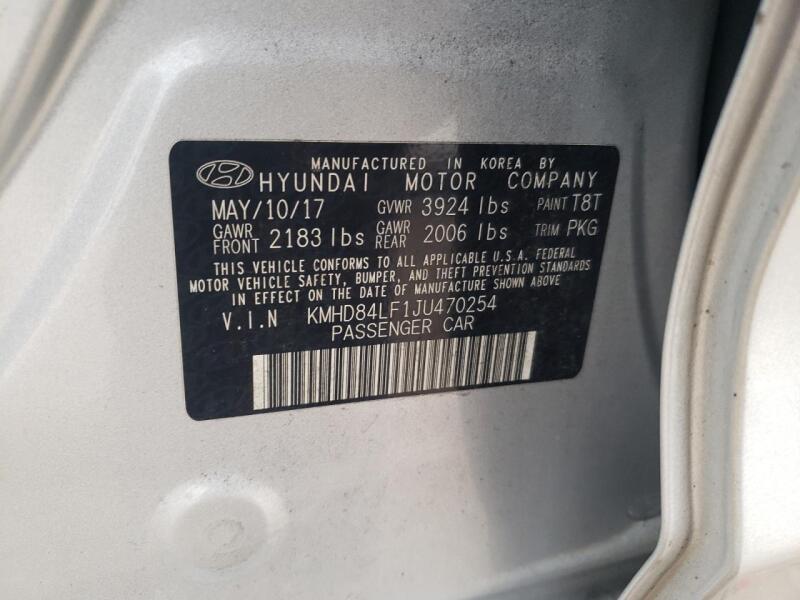 MANUFACTURED IN KOREA BY
HYUNDAI MOTOR COMPANY
MAY/10/17 GVWR 3924 lbs PAINT T8T
GAWR FRONT 2183 lbs GAWR REAR 2006 lbs TRIM PKG
THIS VEHICLE CONFORMS TO ALL APPLICABLE U.S.A. FEDERAL
MOTOR VEHICLE SAFETY, BUMPER, AND THEFT PREVENTION STANDARDS
IN EFFECT ON THE DATE OF MANUFACTURE SHOWN ABOVE
V.I.N KMHD84LF1JU470254
PASSENGER CAR